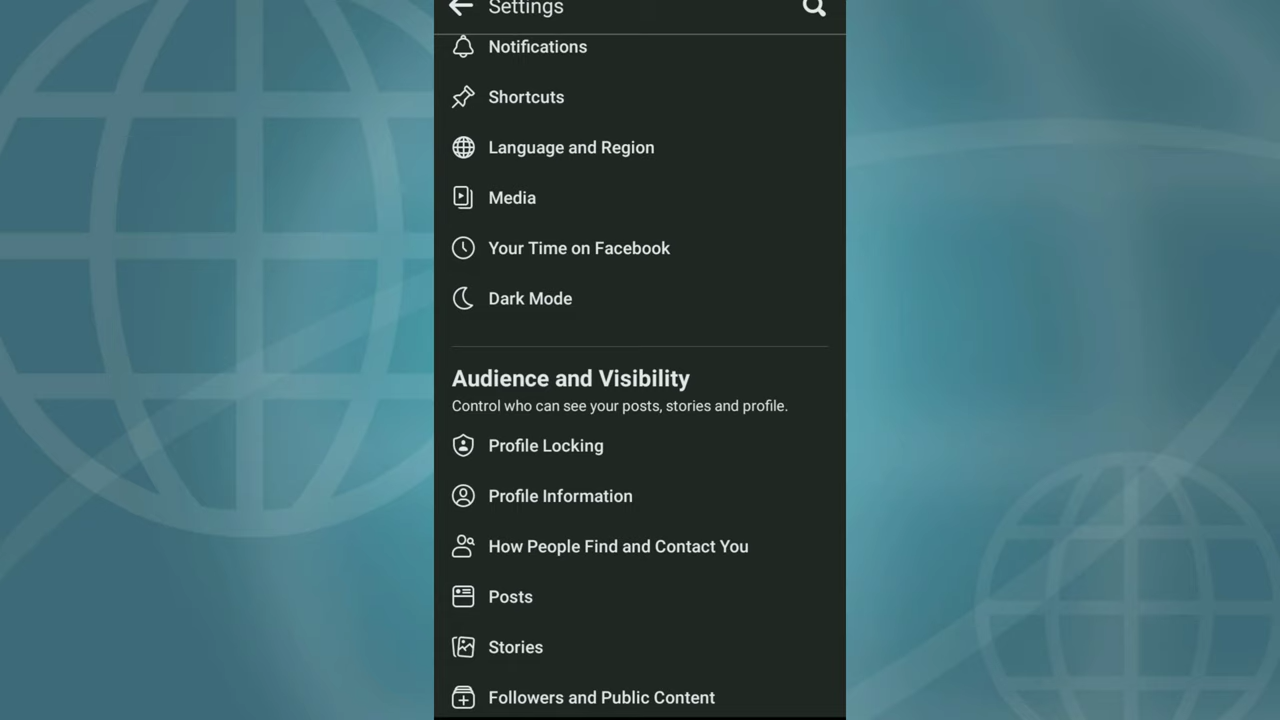 Settings
Notifications
Shortcuts
Language and Region
Media
Your Time on Facebook
Dark Mode
Audience and Visibility
Control who can see your posts, stories and profile.
Profile Locking
Profile Information
How People Find and Contact You
Posts
Stories
Followers and Public Content